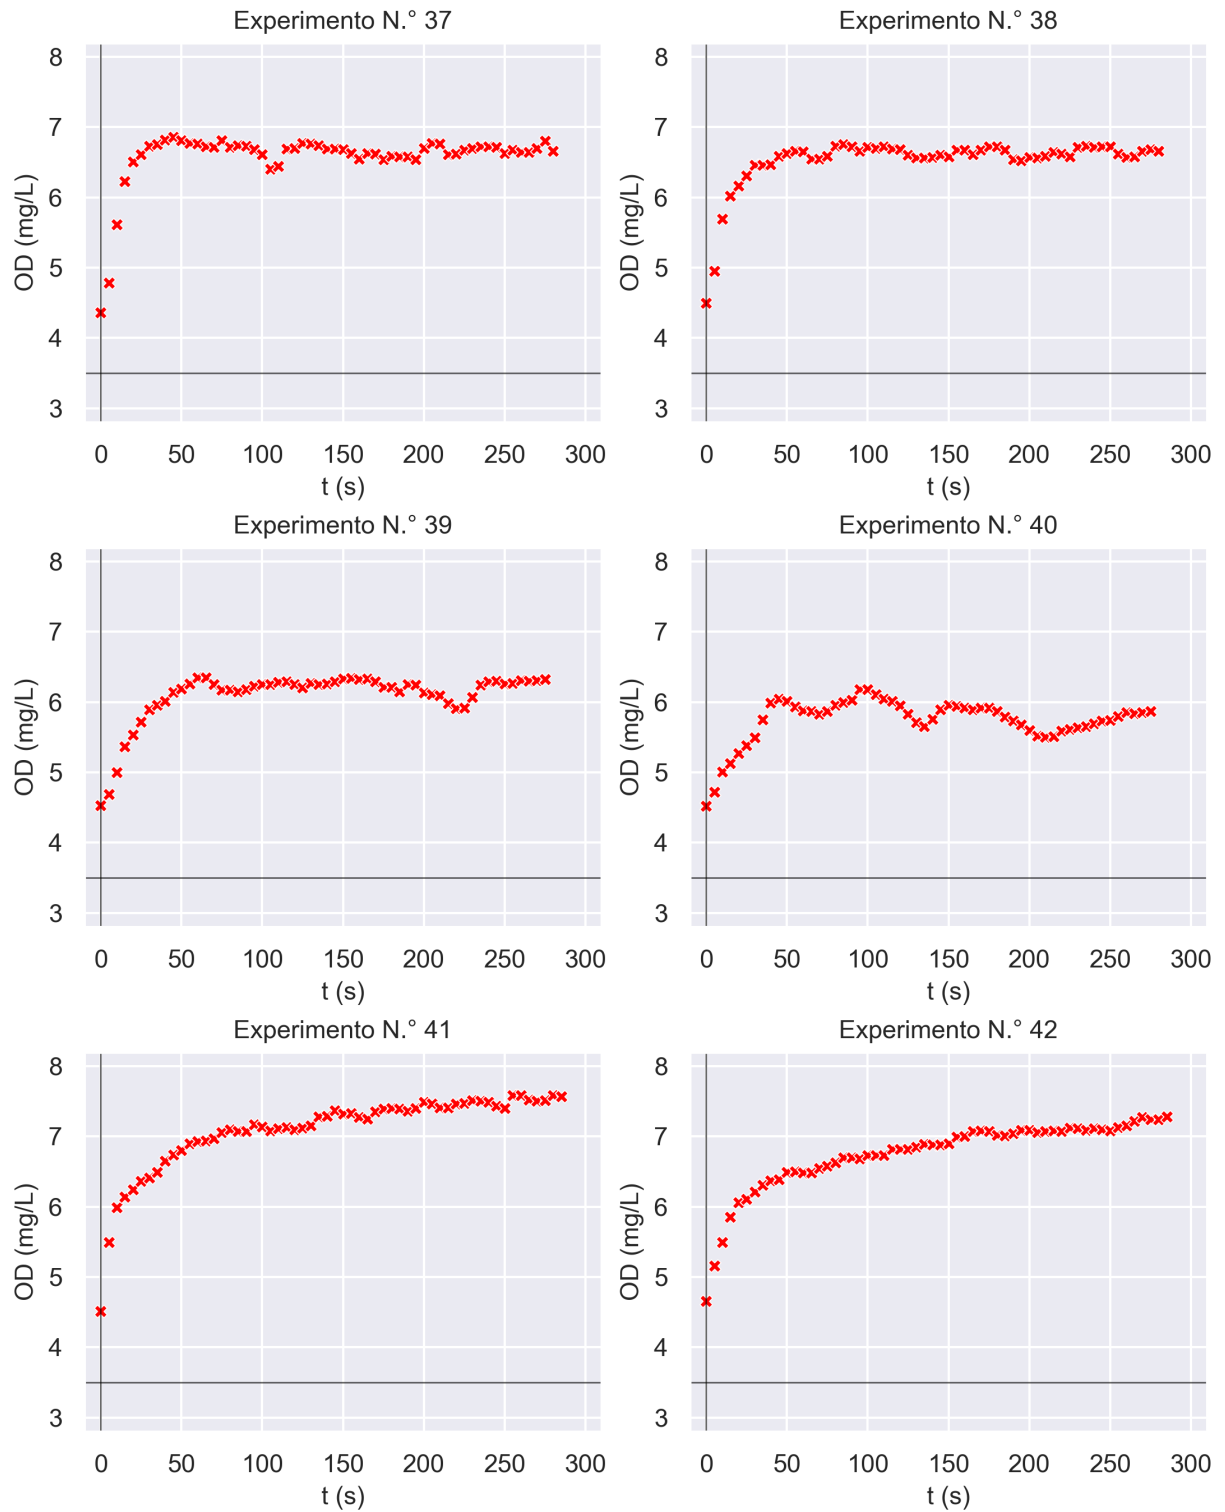 Experimento N.° 37
8
7
6
5
4
3
OD (mg/L)
0 50 100 150 200 250 300
t (s)
Experimento N.° 38
8
7
6
5
4
3
OD (mg/L)
0 50 100 150 200 250 300
t (s)
Experimento N.° 39
8
7
6
5
4
3
OD (mg/L)
0 50 100 150 200 250 300
t (s)
Experimento N.° 40
8
7
6
5
4
3
OD (mg/L)
0 50 100 150 200 250 300
t (s)
Experimento N.° 41
8
7
6
5
4
3
OD (mg/L)
0 50 100 150 200 250 300
t (s)
Experimento N.° 42
8
7
6
5
4
3
OD (mg/L)
0 50 100 150 200 250 300
t (s)